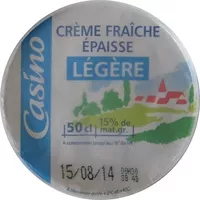 Casino
CRÈME FRAÎCHE
ÉPAISSE
LÉGÈRE
50 cl
15% de
mat.gr.
15/08/14